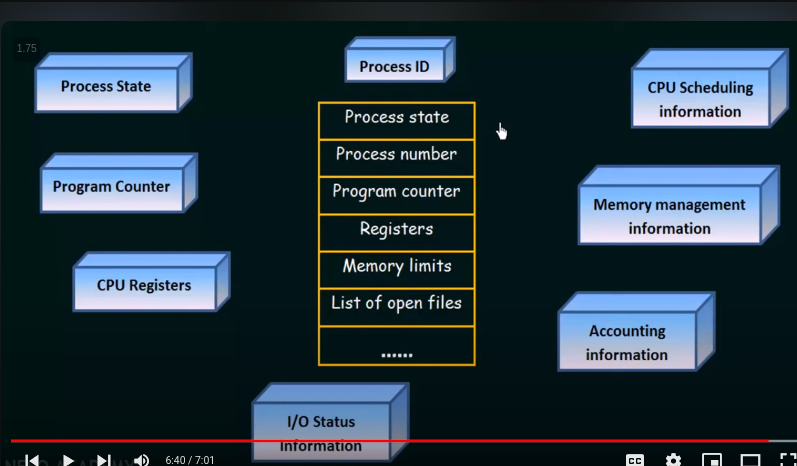 1.75
Process ID
Process State
CPU Scheduling
information
Process state
Process number
Program counter
Registers
Memory limits
List of open files
......
Program Counter
Memory management
information
CPU Registers
Accounting
information
I/O Status
Information
6:40 / 7:01
CC